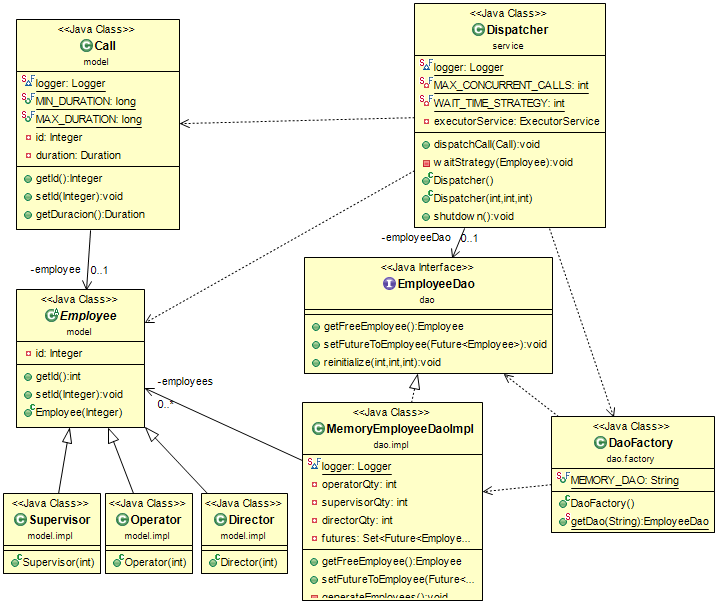 <<Java Class>>
Call
model
logger: Logger
MIN_DURATION: long
MAX_DURATION: long
id: Integer
duration: Duration
getId():Integer
setId(Integer):void
getDuracion():Duration
<<Java Class>>
Dispatcher
service
logger: Logger
MAX_CONCURRENT_CALLS: int
WAIT_TIME_STRATEGY: int
executorService: ExecutorService
dispatchCall(Call):void
waitStrategy(Employee):void
Dispatcher()
Dispatcher(int,int,int)
shutdown():void
-employee
0..1
-employeeDao
0..1
<<Java Class>>
Employee
model
id: Integer
getId():int
setId(Integer):void
Employee(Integer)
<<Java Interface>>
EmployeeDao
dao
getFreeEmployee():Employee
setFutureToEmployee(Future<Employee>):void
reinitialize(int,int,int):void
-employees
0..*
<<Java Class>>
MemoryEmployeeDaoImpl
dao.impl
logger: Logger
operatorQty: int
supervisorQty: int
directorQty: int
futures: Set<Future<Employe...
getFreeEmployee():Employee
setFutureToEmployee(Future<...
generateEmployees():void
<<Java Class>>
DaoFactory
dao.factory
MEMORY_DAO: String
DaoFactory()
getDao(String):EmployeeDao
<<Java Class>>
Supervisor
model.impl
Supervisor(int)
<<Java Class>>
Operator
model.impl
Operator(int)
<<Java Class>>
Director
model.impl
Director(int)